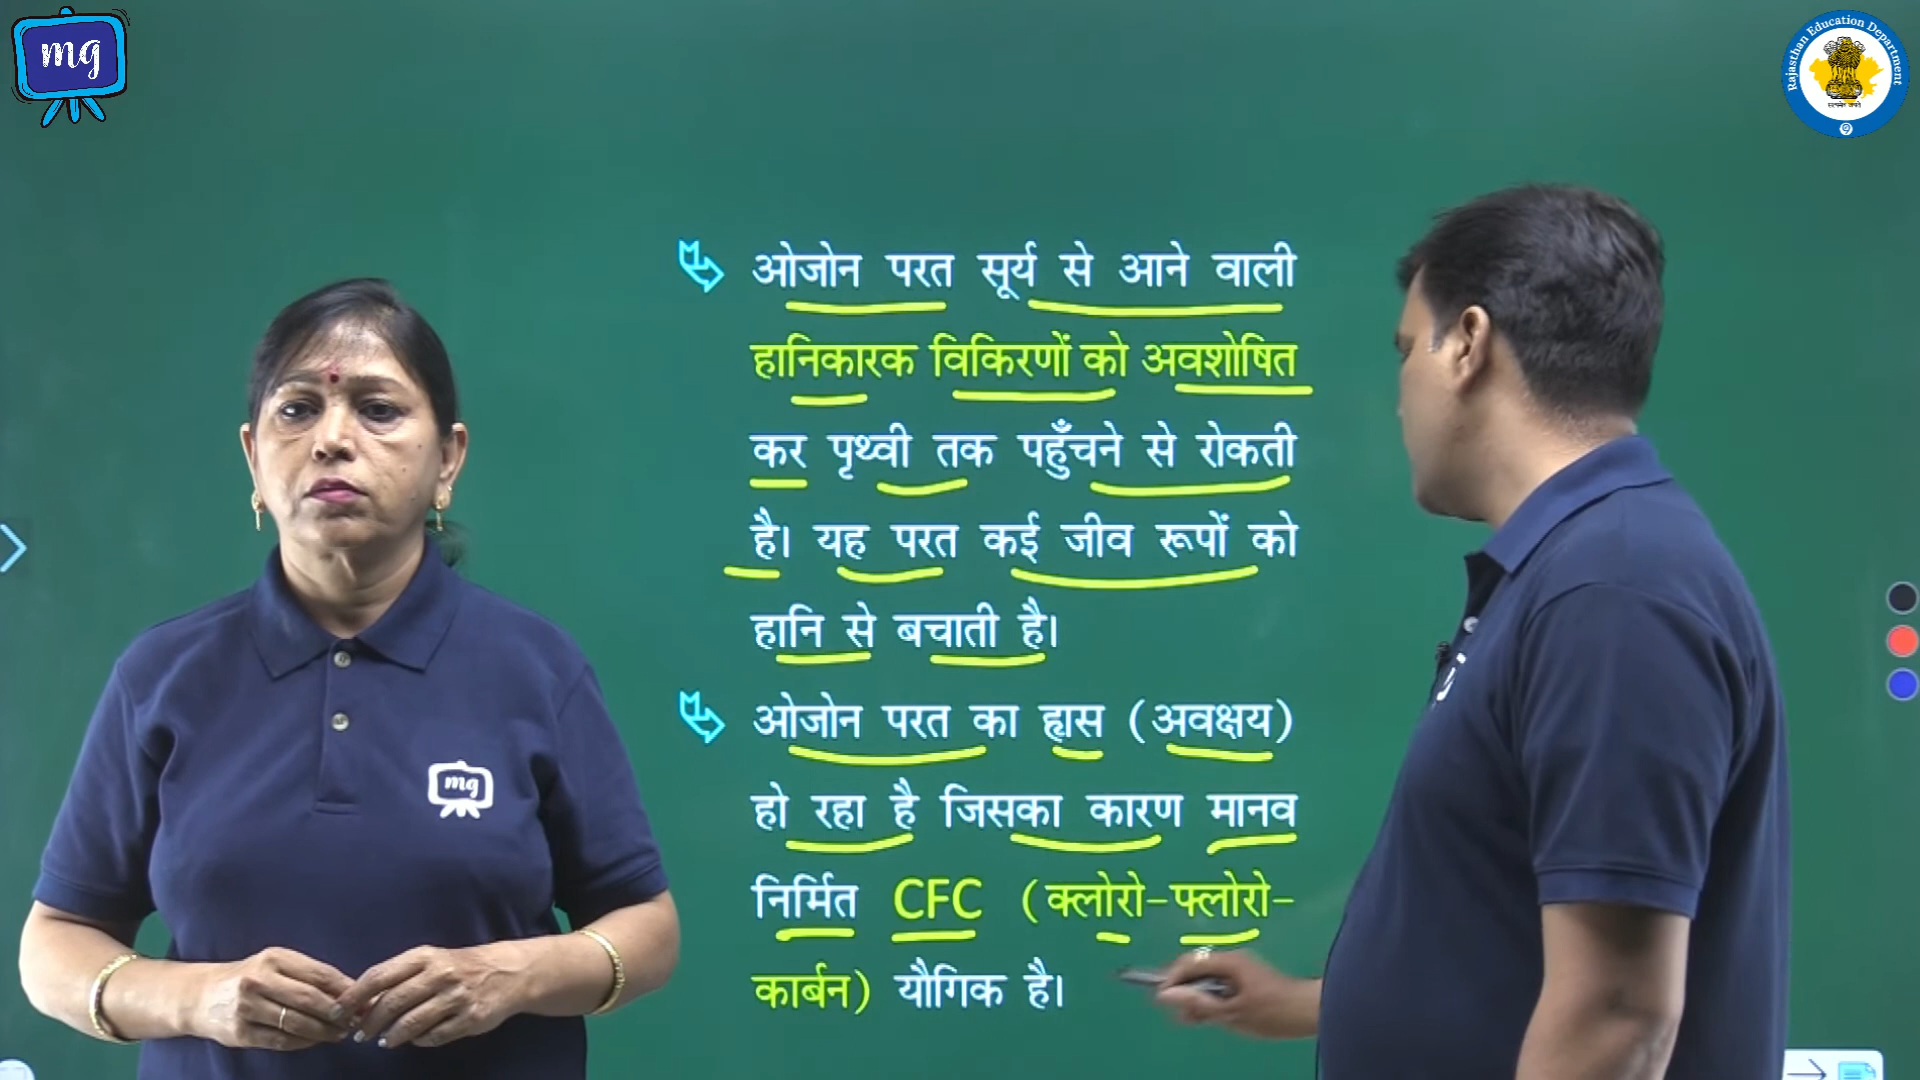 mg
Rajasthan Education Department
ओजोन परत सूर्य से आने वाली
हानिकारक विकिरणों को अवशोषित
कर पृथ्वी तक पहुँचने से रोकती
है। यह परत कई जीव रूपों को
हानि से बचाती है।
ओजोन परत का ह्रास (अवक्षय)
हो रहा है जिसका कारण मानव
निर्मित CFC (क्लोरो-फ्लोरो-
कार्बन) यौगिक है।
mg